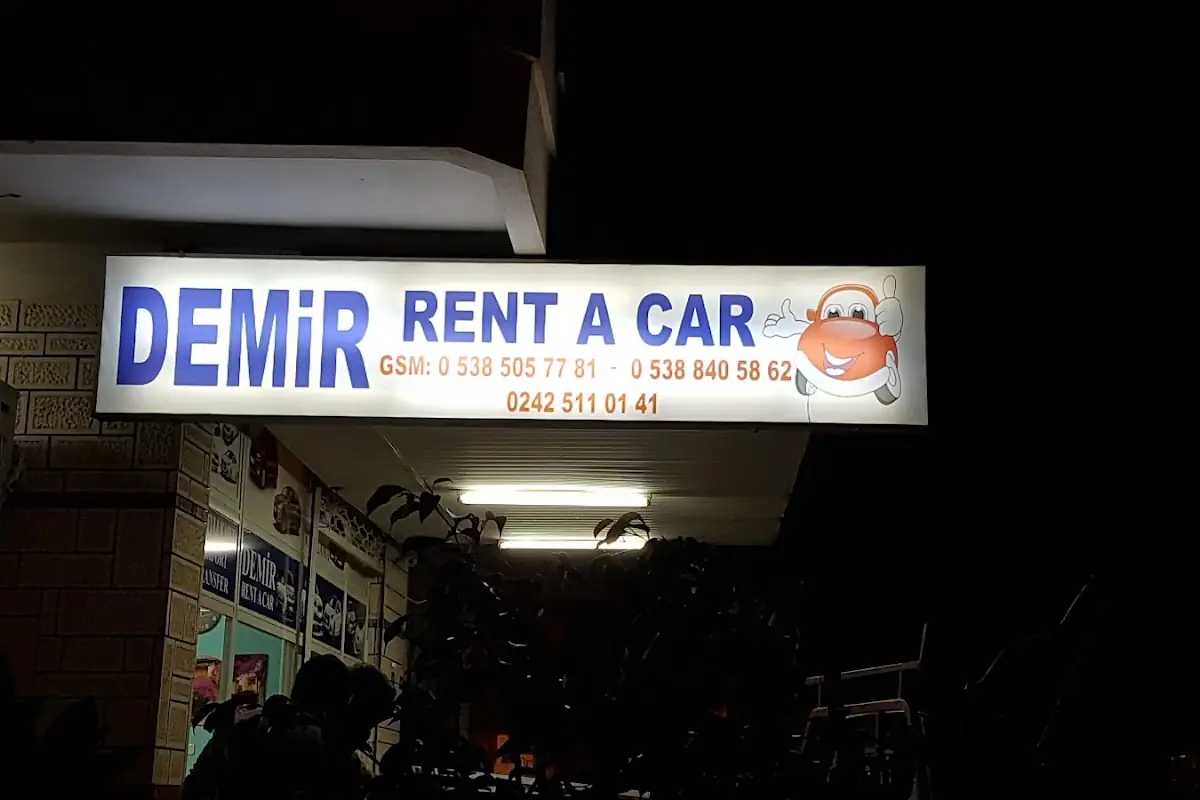 DEMiR RENT A CAR
GSM: 0 538 505 77 81 - 0 538 840 58 62
0242 511 01 41
DEMİR
RENT A CAR